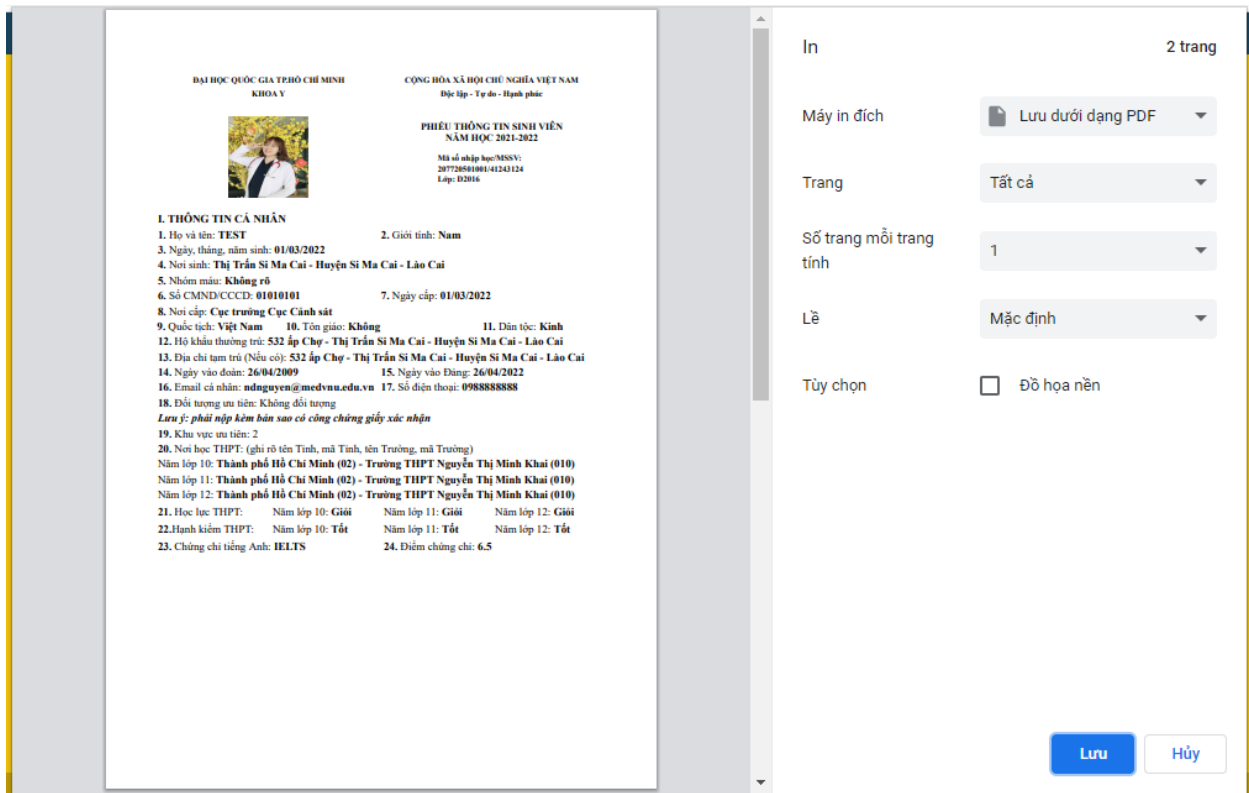 ĐẠI HỌC QUỐC GIA TP.HỒ CHÍ MINH
KHOA Y
CỘNG HÒA XÃ HỘI CHỦ NGHĨA VIỆT NAM
Độc lập - Tự do - Hạnh phúc
PHIẾU THÔNG TIN SINH VIÊN
NĂM HỌC 2021-2022
Mã số nhập học/MSSV:
207720501001/41243124
Lớp: D2016
I. THÔNG TIN CÁ NHÂN
1. Họ và tên: TEST 2. Giới tính: Nam
3. Ngày, tháng, năm sinh: 01/03/2022
4. Nơi sinh: Thị Trấn Si Ma Cai - Huyện Si Ma Cai - Lào Cai
5. Nhóm máu: Không rõ
6. Số CMND/CCCD: 01010101 7. Ngày cấp: 01/03/2022
8. Nơi cấp: Cục trưởng Cục Cảnh sát
9. Quốc tịch: Việt Nam 10. Tôn giáo: Không 11. Dân tộc: Kinh
12. Hộ khẩu thường trú: 532 ấp Chợ - Thị Trấn Si Ma Cai - Huyện Si Ma Cai - Lào Cai
13. Địa chỉ tạm trú (Nếu có): 532 ấp Chợ - Thị Trấn Si Ma Cai - Huyện Si Ma Cai - Lào Cai
14. Ngày vào đoàn: 26/04/2009 15. Ngày vào Đảng: 26/04/2022
16. Email cá nhân: ndnguyen@medvnu.edu.vn 17. Số điện thoại: 0988888888
18. Đối tượng ưu tiên: Không đối tượng
Lưu ý: phải nộp kèm bản sao có công chứng giấy xác nhận
19. Khu vực ưu tiên: 2
20. Nơi học THPT: (ghi rõ tên Tỉnh, mã Tỉnh, tên Trường, mã Trường)
Năm lớp 10: Thành phố Hồ Chí Minh (02) - Trường THPT Nguyễn Thị Minh Khai (010)
Năm lớp 11: Thành phố Hồ Chí Minh (02) - Trường THPT Nguyễn Thị Minh Khai (010)
Năm lớp 12: Thành phố Hồ Chí Minh (02) - Trường THPT Nguyễn Thị Minh Khai (010)
21. Học lực THPT: Năm lớp 10: Giỏi Năm lớp 11: Giỏi Năm lớp 12: Giỏi
22.Hạnh kiểm THPT: Năm lớp 10: Tốt Năm lớp 11: Tốt Năm lớp 12: Tốt
23. Chứng chỉ tiếng Anh: IELTS 24. Điểm chứng chỉ: 6.5
In 2 trang
Máy in đích Lưu dưới dạng PDF
Trang Tất cả
Số trang mỗi trang
tính
1
Lề Mặc định
Tùy chọn Đồ họa nền
Lưu Hủy